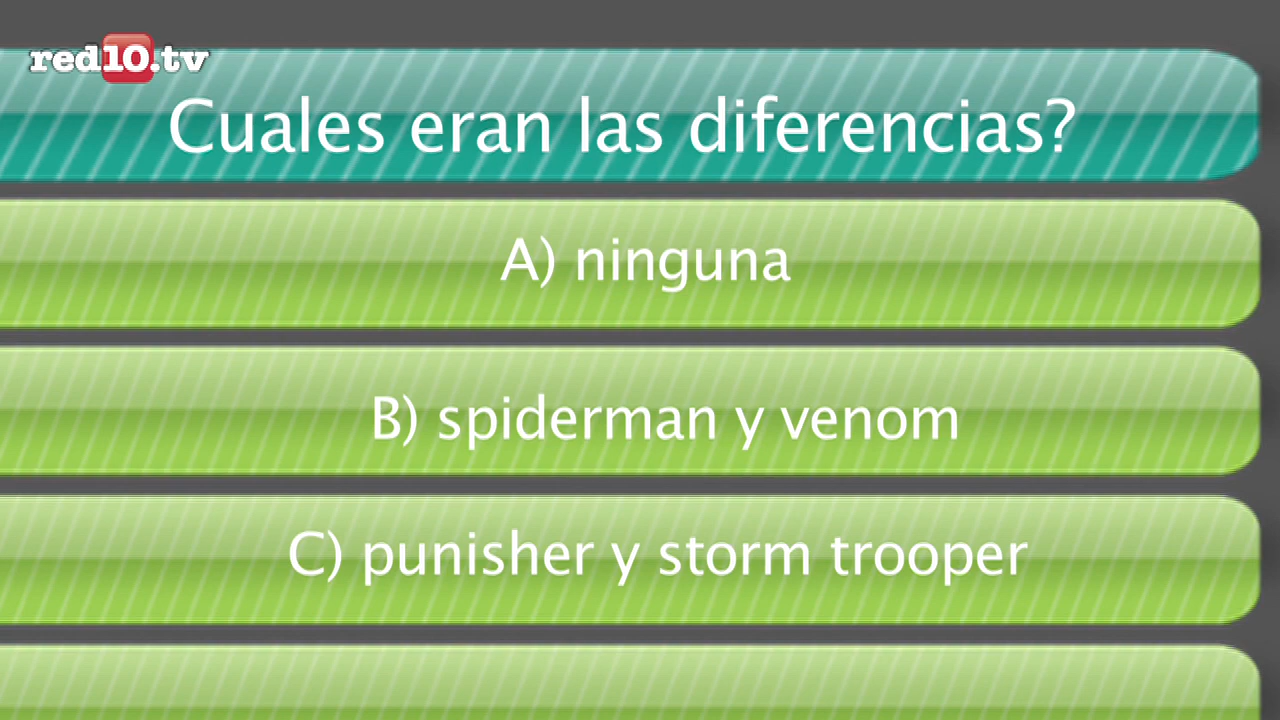 red10.tv
Cuales eran las diferencias?
A) ninguna
B) spiderman y venom
C) punisher y storm trooper